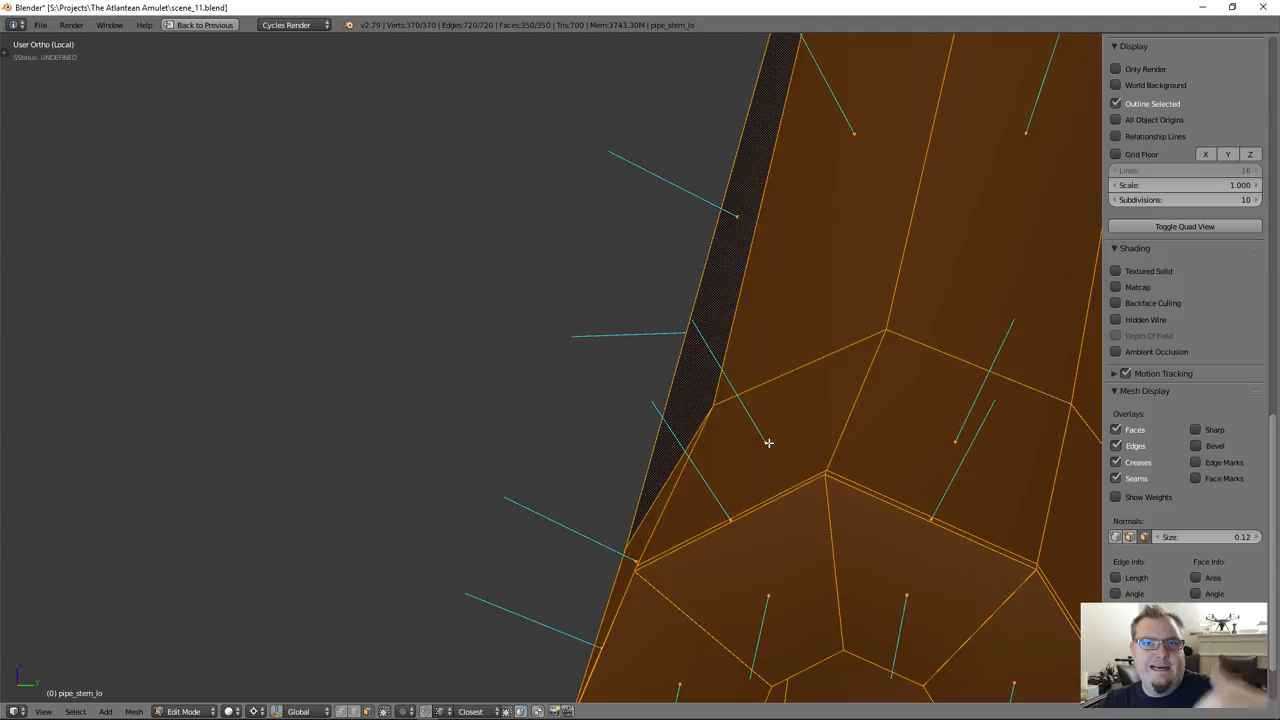 Blender* [S:\Projects\The Atlantean Amulet\scene_11.blend]
File Render Window Help Back to Previous Cycles Render v2.79 | Verts:370/370 | Edges:720/720 | Faces:350/350 | Tris:700 | Mem:3743.30M | pipe_stem_lo
User Ortho (Local)
SStatus: UNDEFINED
Display
Only Render
World Background
Outline Selected
All Object Origins
Relationship Lines
Grid Floor X Y Z
Lines: 16
Scale: 1.000
Subdivisions: 10
Toggle Quad View
Shading
Textured Solid
Matcap
Backface Culling
Hidden Wire
Depth Of Field
Ambient Occlusion
Motion Tracking
Mesh Display
Overlays:
Faces Sharp
Edges Bevel
Creases Edge Marks
Seams Face Marks
Show Weights
Normals:
Size: 0.12
Edge Info: Face Info:
Length Area
Angle Angle
Z
Y
(0) pipe_stem_lo
View Select Add Mesh Edit Mode Global Closest